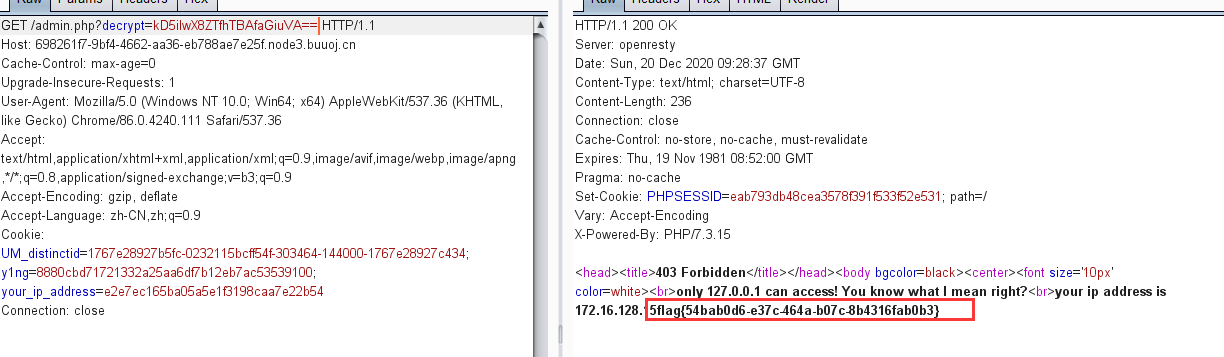 Raw Params Headers Hex
Raw Headers Hex HTML Render
GET /admin.php?decrypt=kD5iIwX8ZTfhTBAfaGiuVA== HTTP/1.1
Host: 698261f7-9bf4-4662-aa36-eb788ae7e25f.node3.buuoj.cn
Cache-Control: max-age=0
Upgrade-Insecure-Requests: 1
User-Agent: Mozilla/5.0 (Windows NT 10.0; Win64; x64) AppleWebKit/537.36 (KHTML,
like Gecko) Chrome/86.0.4240.111 Safari/537.36
Accept:
text/html,application/xhtml+xml,application/xml;q=0.9,image/avif,image/webp,image/apng
,*/*;q=0.8,application/signed-exchange;v=b3;q=0.9
Accept-Encoding: gzip, deflate
Accept-Language: zh-CN,zh;q=0.9
Cookie:
UM_distinctid=1767e28927b5fc-0232115bcff54f-303464-144000-1767e28927c434;
y1ng=8880cbd71721332a25aa6df7b12eb7ac53539100;
your_ip_address=e2e7ec165ba05a5e1f3198caa7e22b54
Connection: close
HTTP/1.1 200 OK
Server: openresty
Date: Sun, 20 Dec 2020 09:28:37 GMT
Content-Type: text/html; charset=UTF-8
Content-Length: 236
Connection: close
Cache-Control: no-store, no-cache, must-revalidate
Expires: Thu, 19 Nov 1981 08:52:00 GMT
Pragma: no-cache
Set-Cookie: PHPSESSID=eab793db48cea3578f391f533f52e531; path=/
Vary: Accept-Encoding
X-Powered-By: PHP/7.3.15
<head><title>403 Forbidden</title></head><body bgcolor=black><center><font size='10px'
color=white><br>only 127.0.0.1 can access! You know what I mean right?<br>your ip address is
172.16.128.15flag{54bab0d6-e37c-464a-b07c-8b4316fab0b3}